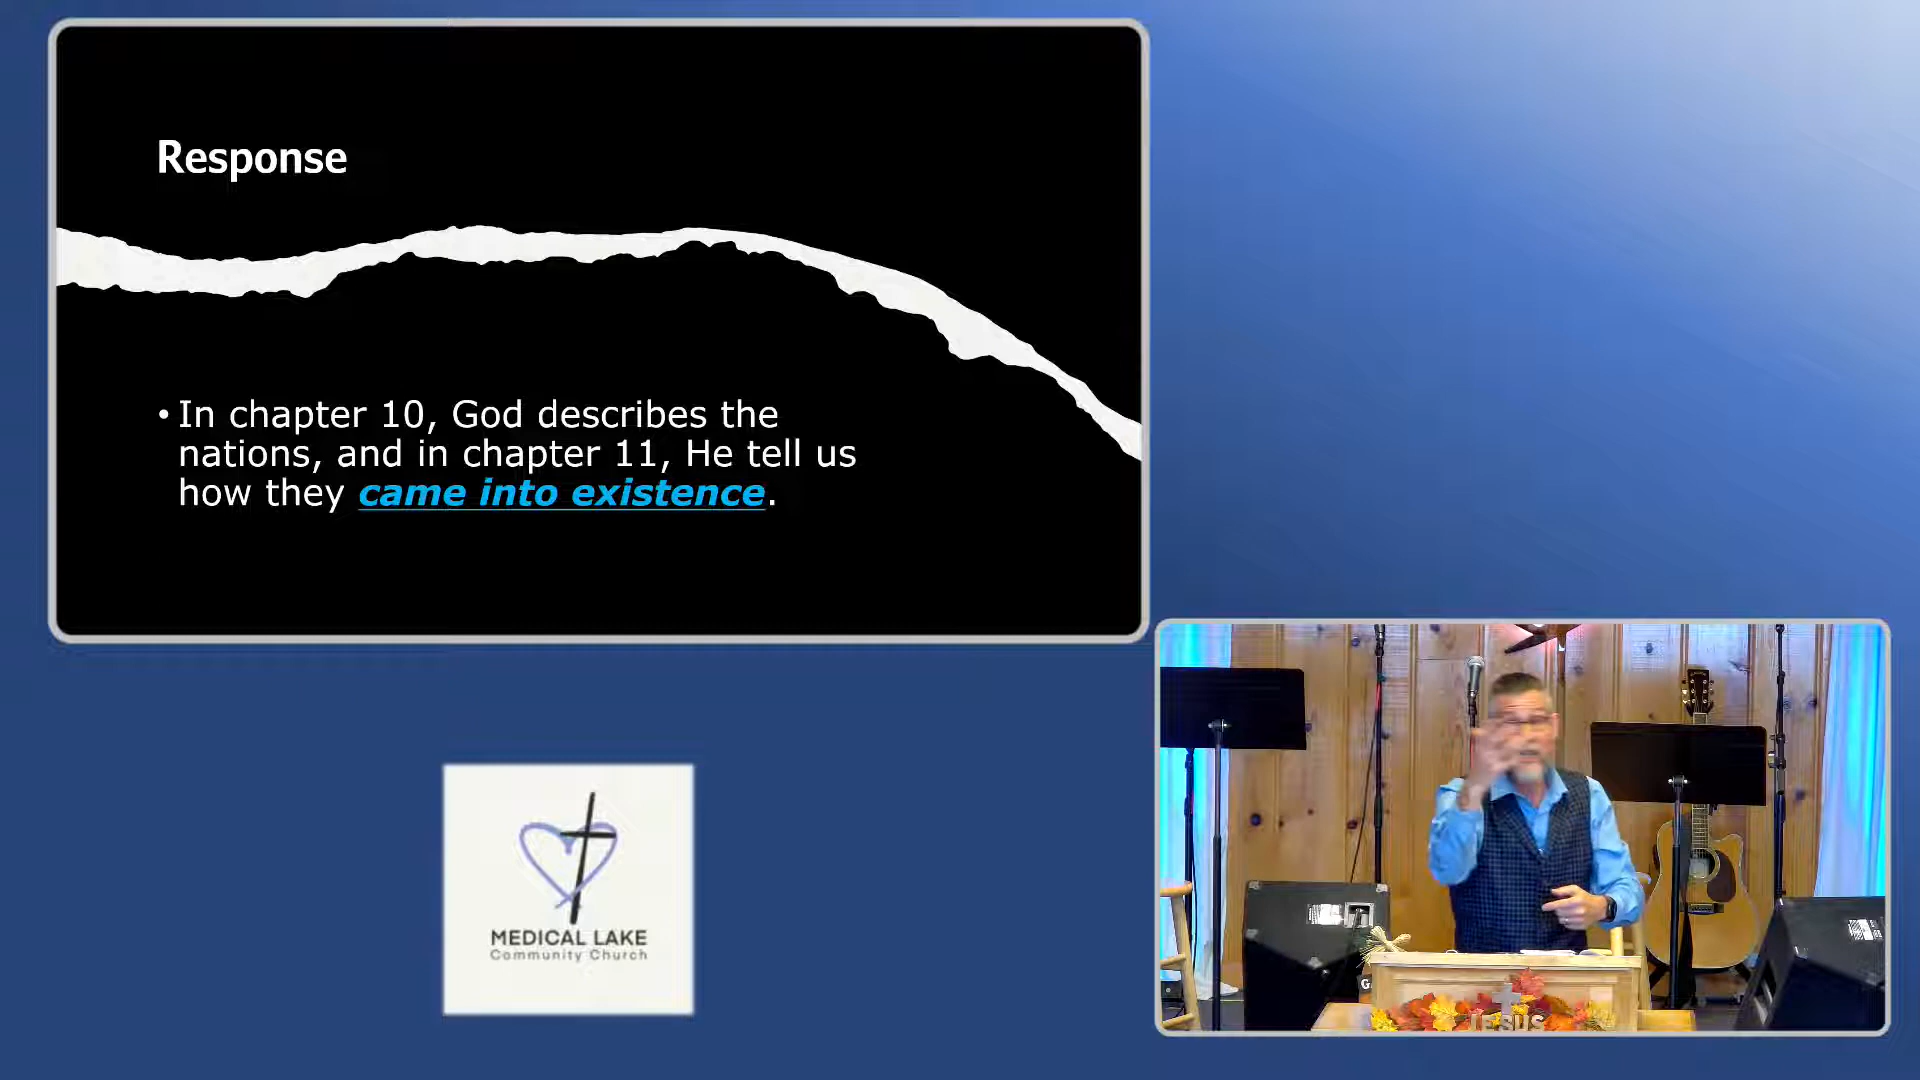 Response
• In chapter 10, God describes the
nations, and in chapter 11, He tell us
how they came into existence.
MEDICAL LAKE
Community Church
JESUS